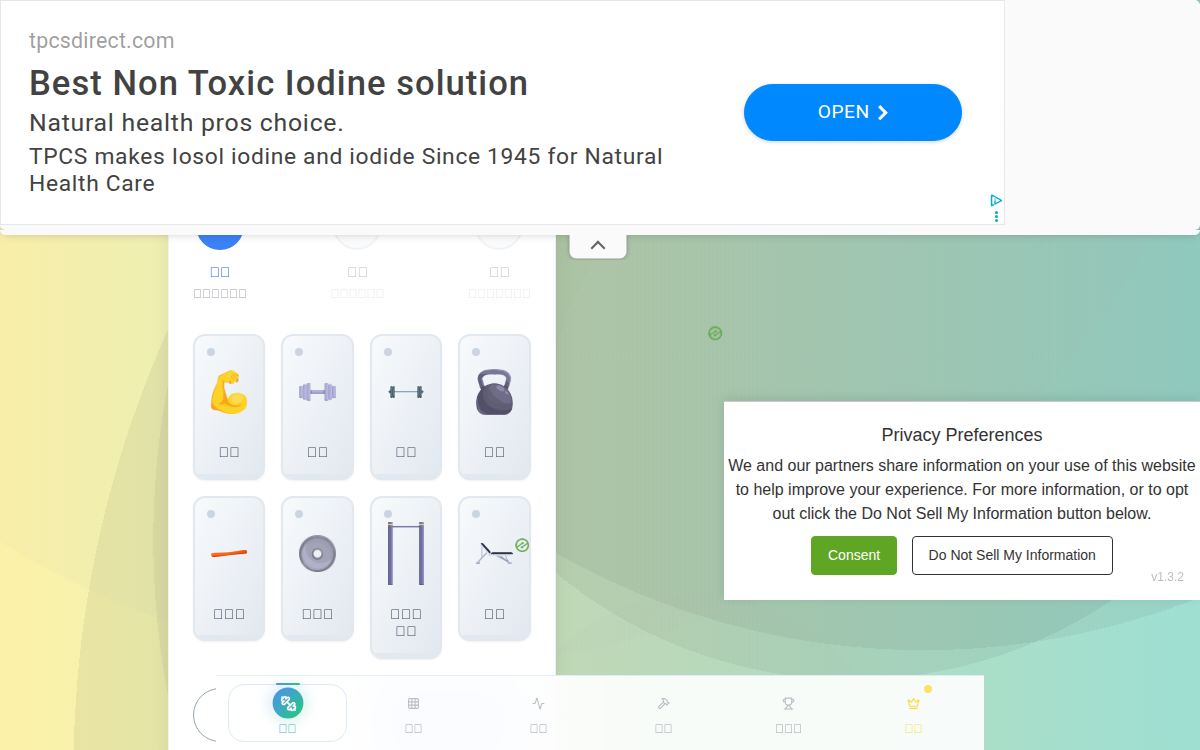 tpcsdirect.com
Best Non Toxic Iodine solution
Natural health pros choice.
TPCS makes losol iodine and iodide Since 1945 for Natural
Health Care
OPEN
Privacy Preferences
We and our partners share information on your use of this website
to help improve your experience. For more information, or to opt
out click the Do Not Sell My Information button below.
Consent
Do Not Sell My Information
v1.3.2